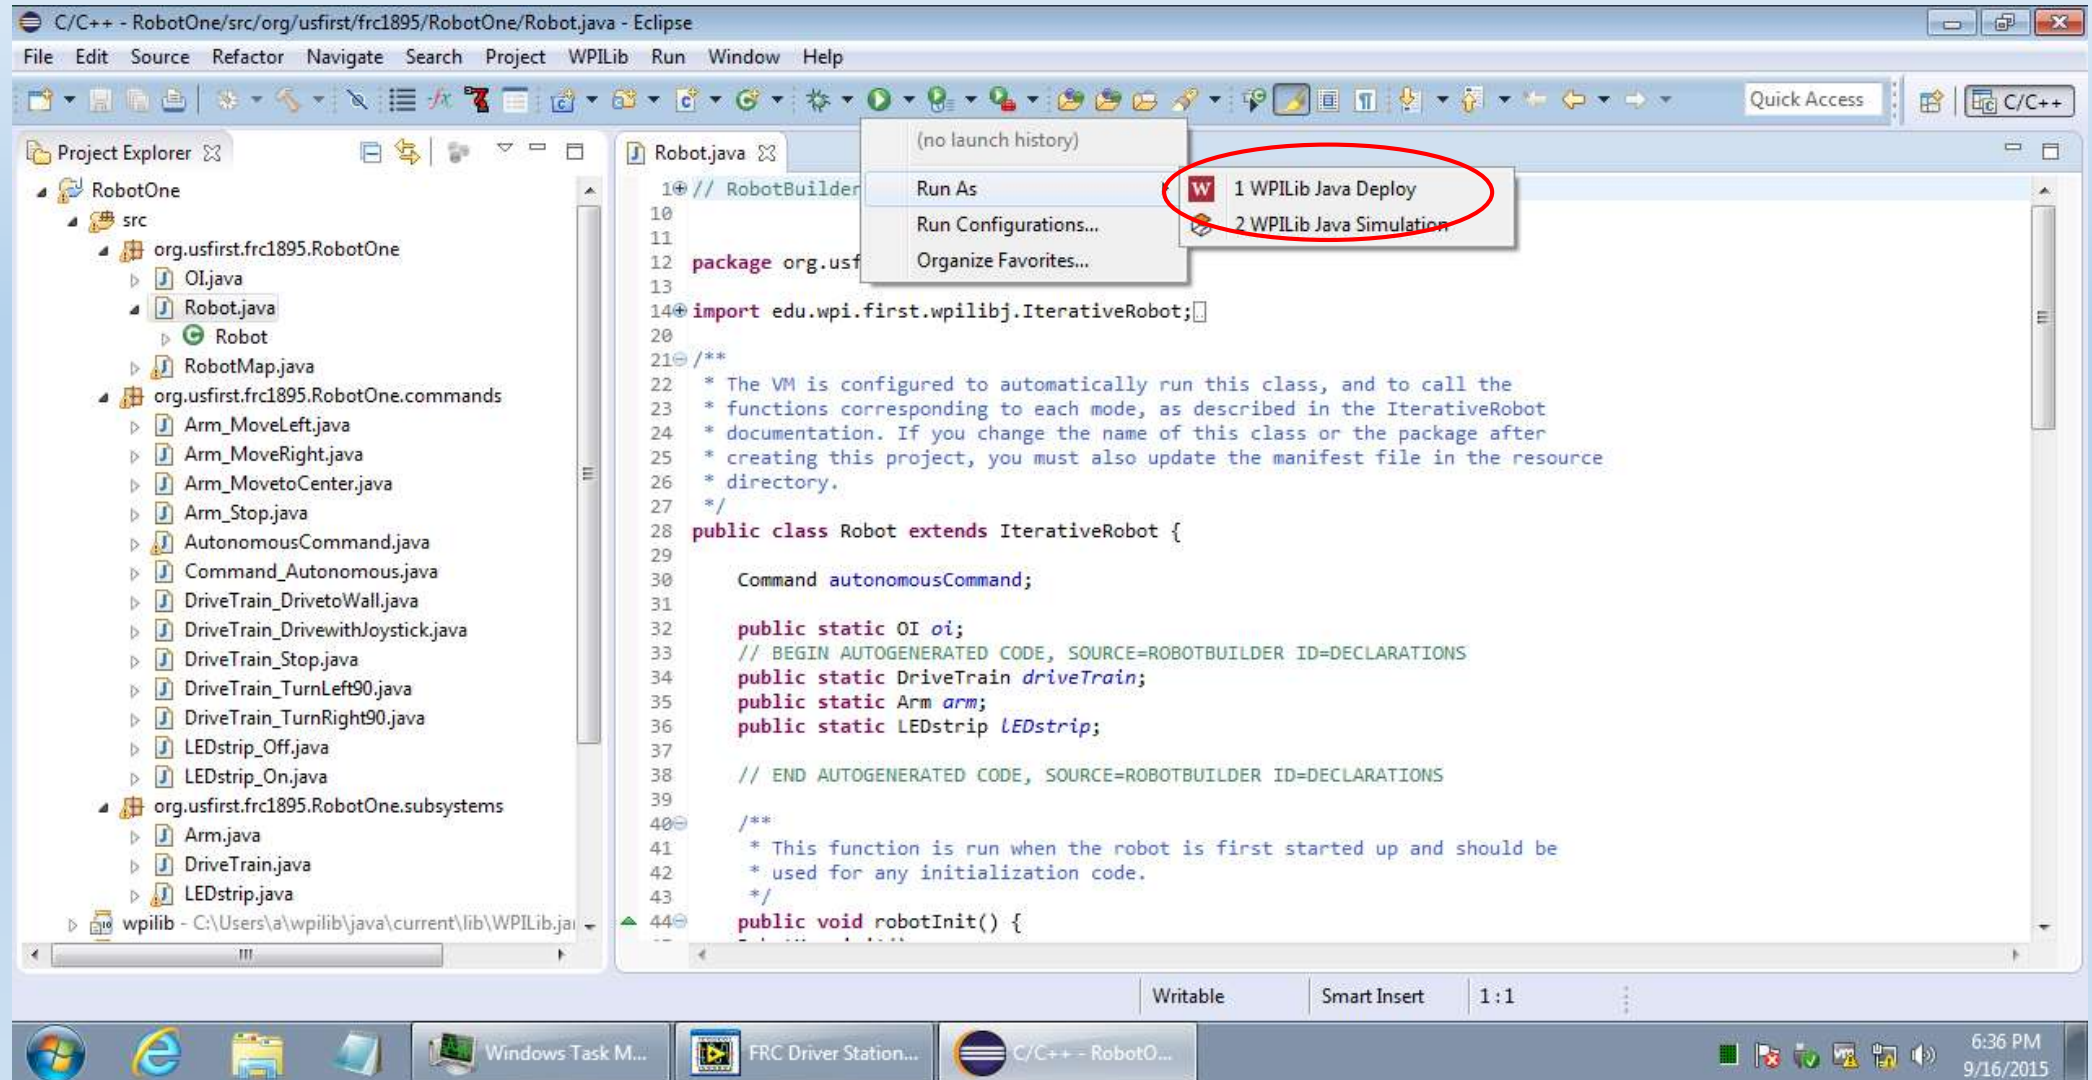 C/C++ - RobotOne/src/org/usfirst/frc1895/RobotOne/Robot.java - Eclipse
File Edit Source Refactor Navigate Search Project WPILib Run Window Help
Quick Access
C/C++
Project Explorer
Robot.java
(no launch history)
Run As
Run Configurations...
Organize Favorites...
1 WPILib Java Deploy
2 WPILib Java Simulation
RobotOne
src
org.usfirst.frc1895.RobotOne
OI.java
Robot.java
Robot
RobotMap.java
org.usfirst.frc1895.RobotOne.commands
Arm_MoveLeft.java
Arm_MoveRight.java
Arm_MovetoCenter.java
Arm_Stop.java
AutonomousCommand.java
Command_Autonomous.java
DriveTrain_DrivetoWall.java
DriveTrain_DrivewithJoystick.java
DriveTrain_Stop.java
DriveTrain_TurnLeft90.java
DriveTrain_TurnRight90.java
LEDstrip_Off.java
LEDstrip_On.java
org.usfirst.frc1895.RobotOne.subsystems
Arm.java
DriveTrain.java
LEDstrip.java
wpilib - C:\Users\a\wpilib\java\current\lib\WPILib.jar
1 // RobotBuilder
10
11
12 package org.usf
13
14 import edu.wpi.first.wpilibj.IterativeRobot;
20
21 /**
22 * The VM is configured to automatically run this class, and to call the
23 * functions corresponding to each mode, as described in the IterativeRobot
24 * documentation. If you change the name of this class or the package after
25 * creating this project, you must also update the manifest file in the resource
26 * directory.
27 */
28 public class Robot extends IterativeRobot {
29
30 Command autonomousCommand;
31
32 public static OI oi;
33 // BEGIN AUTOGENERATED CODE, SOURCE=ROBOTBUILDER ID=DECLARATIONS
34 public static DriveTrain driveTrain;
35 public static Arm arm;
36 public static LEDstrip LEDstrip;
37
38 // END AUTOGENERATED CODE, SOURCE=ROBOTBUILDER ID=DECLARATIONS
39
40 /**
41 * This function is run when the robot is first started up and should be
42 * used for any initialization code.
43 */
44 public void robotInit() {
Writable Smart Insert 1 : 1
Windows Task M...
FRC Driver Station...
C/C++ - RobotO...
6:36 PM
9/16/2015